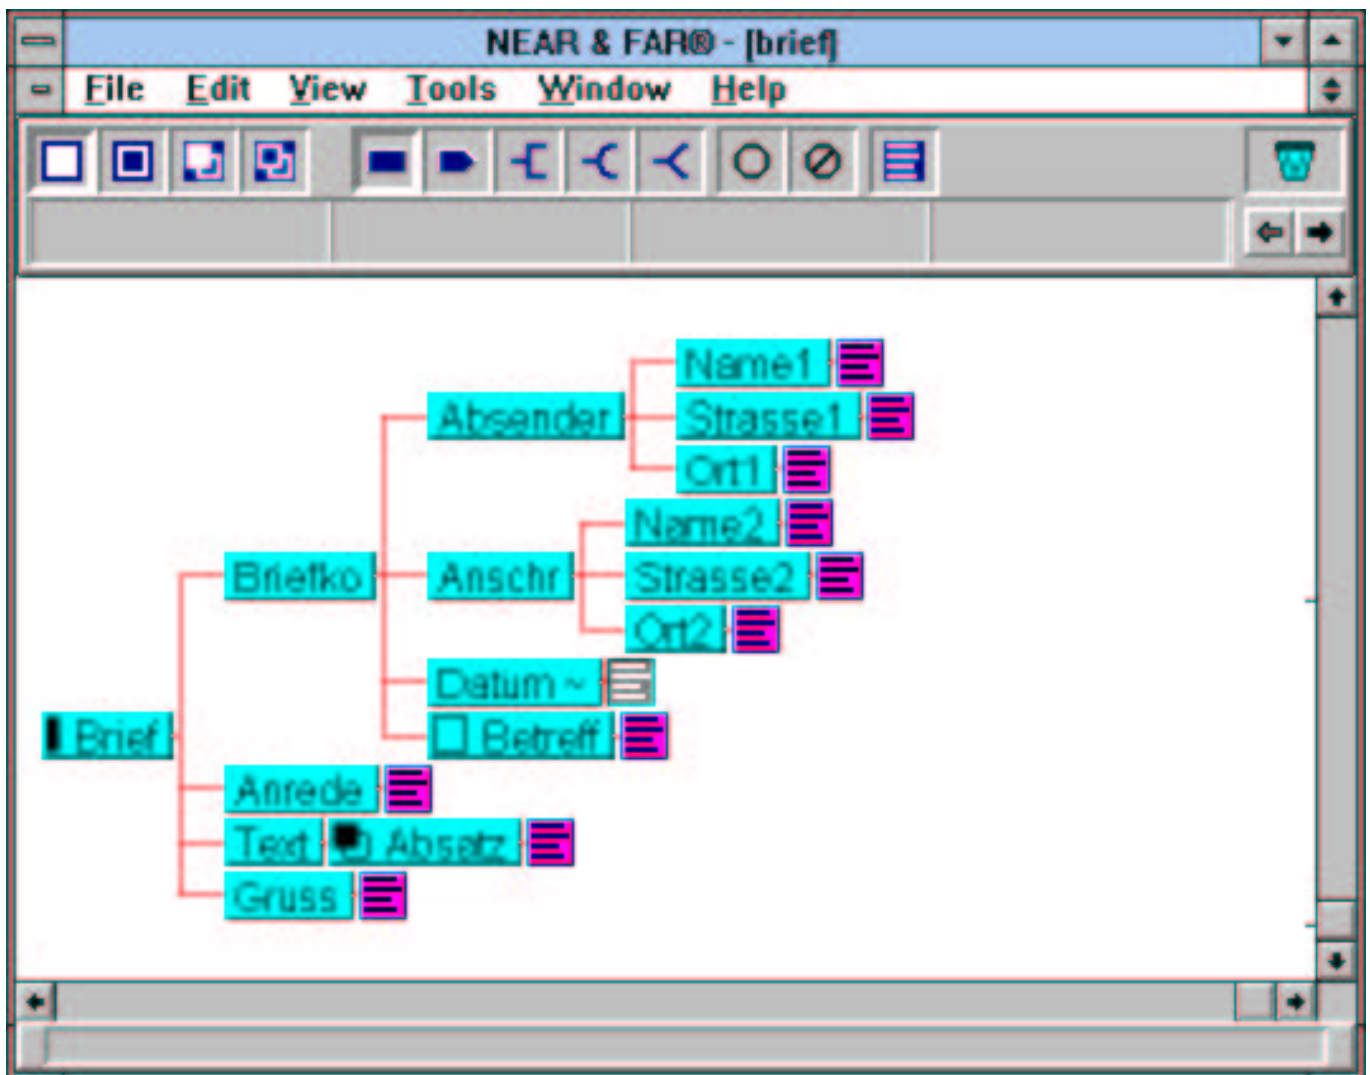 NEAR & FAR® - [brief]
File Edit View Tools Window Help
Name1
Absender Strasse1
Ort1
Name2
Briefko Anschr Strasse2
Ort2
Datum ~
Brief Betreff
Anrede
Text Absatz
Gruss